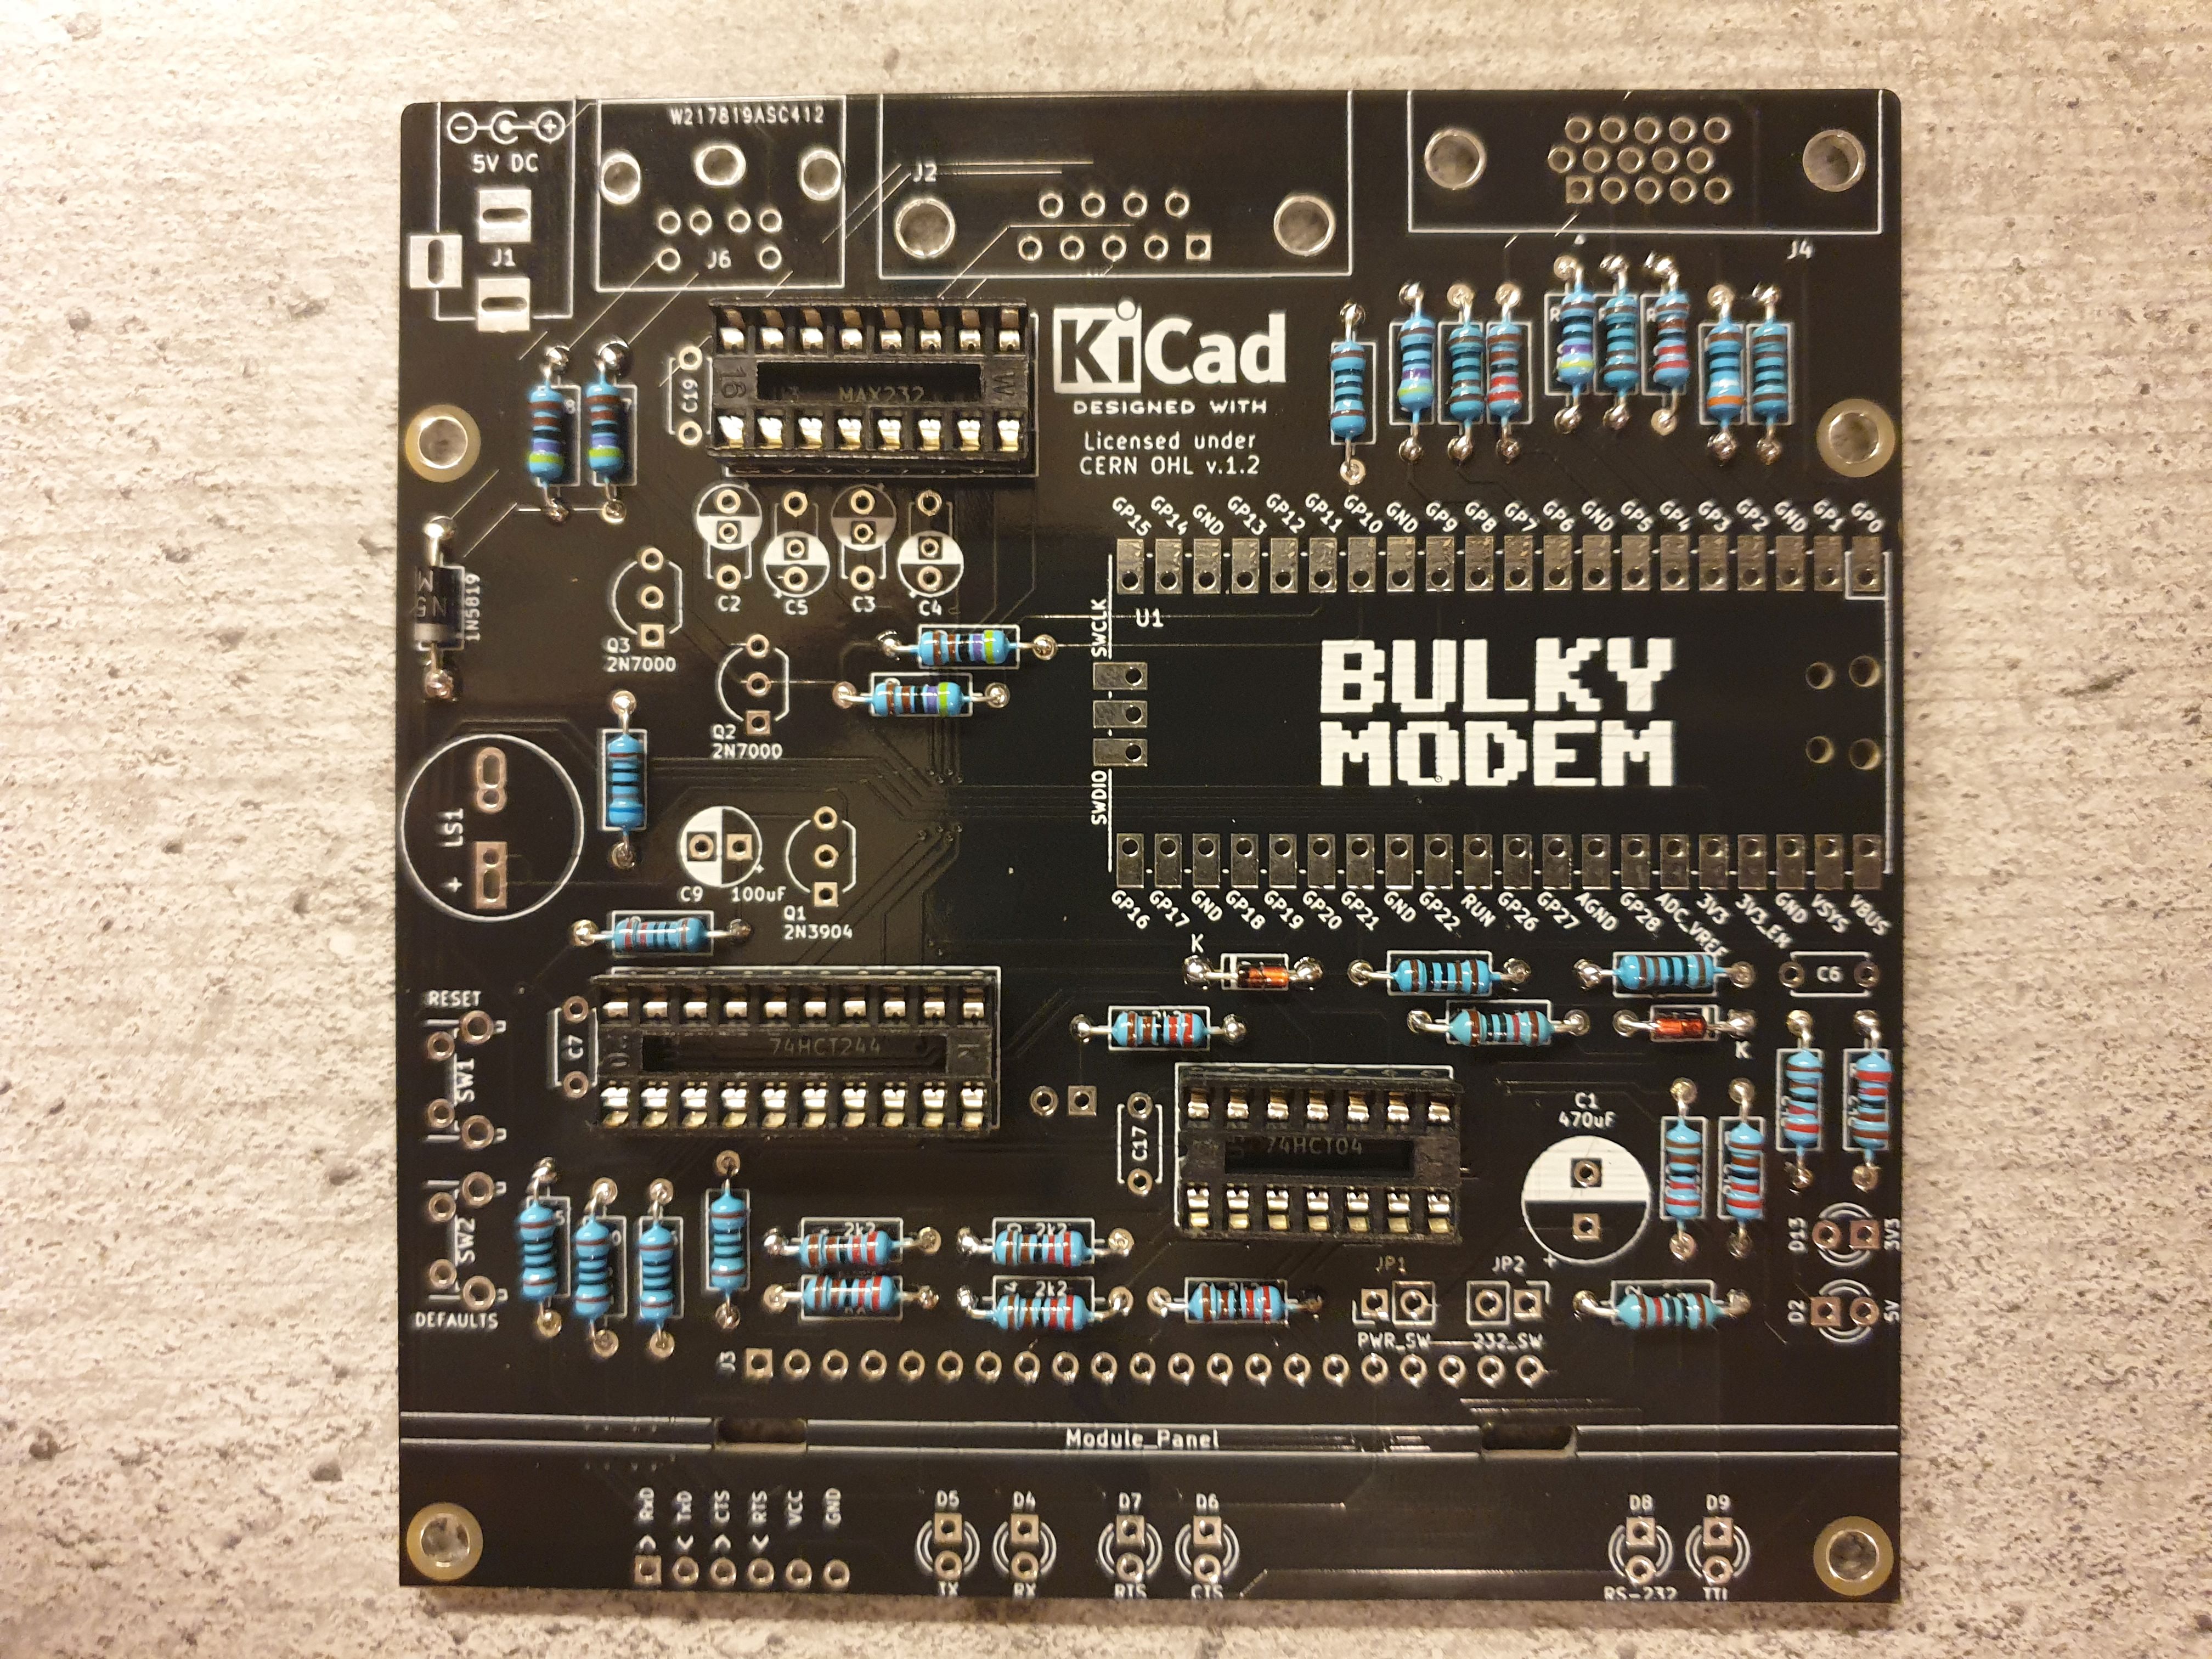 W217819ASC412
5V DC
J1
J6
J2
J4
KiCad
DESIGNED WITH
Licensed under
CERN OHL v.1.2
C19
16
MAX232
C2
C5
C3
C4
1N5819
Q3
2N7000
Q2
2N7000
GP15
GP14
GND
GP13
GP12
GP11
GP10
GND
GP9
GP8
GP7
GP6
GND
GP5
GP4
GP3
GP2
GND
GP1
GP0
U1
SWCLK
SWDIO
BULKY
MODEM
LS1
+
C9
100uF
Q1
2N3904
GP16
GP17
GND
GP18
GP19
GP20
GP21
GND
GP22
RUN
GP26
GP27
AGND
GP28
ADC_VREF
3V3
3V3_EN
GND
VSYS
VBUS
K
C6
K
RESET
SW1
C7
74HCT244
C17
74HCT04
C1
470uF
+
SW2
DEFAULTS
2k2
2k2
2k2
JP1
JP2
PWR_SW
232_SW
D13
3V3
D2
5V
J3
Module_Panel
> RxD
< TxD
> CTS
< RTS
VCC
GND
D5
D4
D7
D6
D8
D9
TX
RX
RTS
CTS
RS-232
TTL